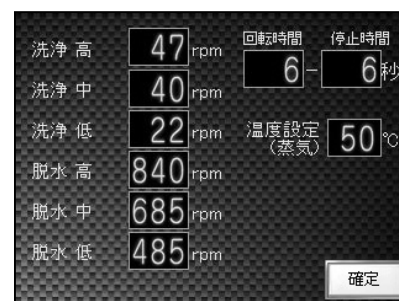 洗浄 高 47 rpm
洗浄 中 40 rpm
洗浄 低 22 rpm
脱水 高 840 rpm
脱水 中 685 rpm
脱水 低 485 rpm
回転時間 停止時間
6 - 6秒
温度設定 50℃
(蒸気)
確定